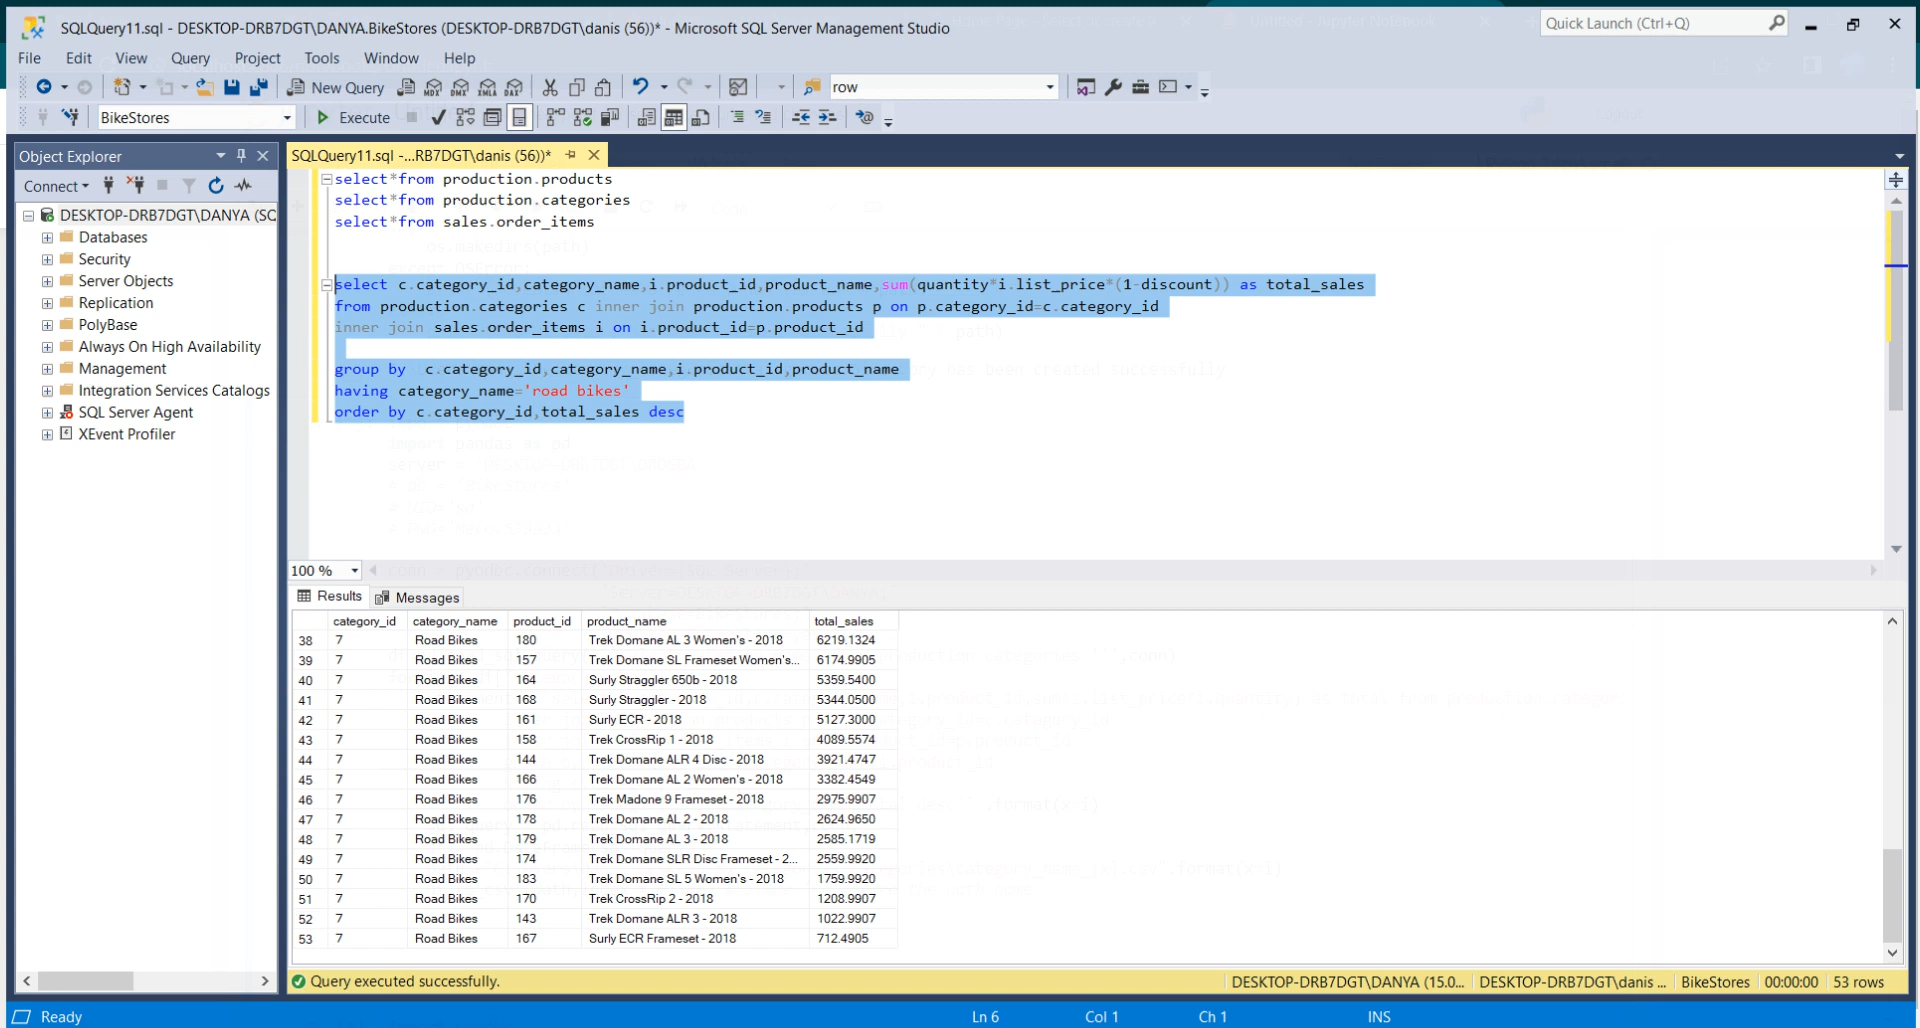 SQLQuery11.sql - DESKTOP-DRB7DGT\DANYA.BikeStores (DESKTOP-DRB7DGT\danis (56))* - Microsoft SQL Server Management Studio
Quick Launch (Ctrl+Q)
File Edit View Query Project Tools Window Help
New Query MDX DMX XMLA DAX row
BikeStores Execute
Object Explorer
SQLQuery11.sql -...RB7DGT\danis (56))*
Connect
DESKTOP-DRB7DGT\DANYA (SC
Databases
Security
Server Objects
Replication
PolyBase
Always On High Availability
Management
Integration Services Catalogs
SQL Server Agent
XEvent Profiler
select*from production.products
select*from production.categories
select*from sales.order_items
select c.category_id,category_name,i.product_id,product_name,sum(quantity*i.list_price*(1-discount)) as total_sales
from production.categories c inner join production.products p on p.category_id=c.category_id
inner join sales.order_items i on i.product_id=p.product_id
group by  c.category_id,category_name,i.product_id,product_name
having category_name='road bikes'
order by c.category_id,total_sales desc
100 %
Results Messages
category_id category_name product_id product_name total_sales
38 7 Road Bikes 180 Trek Domane AL 3 Women's - 2018 6219.1324
39 7 Road Bikes 157 Trek Domane SL Frameset Women's... 6174.9905
40 7 Road Bikes 164 Surly Straggler 650b - 2018 5359.5400
41 7 Road Bikes 168 Surly Straggler - 2018 5344.0500
42 7 Road Bikes 161 Surly ECR - 2018 5127.3000
43 7 Road Bikes 158 Trek CrossRip 1 - 2018 4089.5574
44 7 Road Bikes 144 Trek Domane ALR 4 Disc - 2018 3921.4747
45 7 Road Bikes 166 Trek Domane AL 2 Women's - 2018 3382.4549
46 7 Road Bikes 176 Trek Madone 9 Frameset - 2018 2975.9907
47 7 Road Bikes 178 Trek Domane AL 2 - 2018 2624.9650
48 7 Road Bikes 179 Trek Domane AL 3 - 2018 2585.1719
49 7 Road Bikes 174 Trek Domane SLR Disc Frameset - 2... 2559.9920
50 7 Road Bikes 183 Trek Domane SL 5 Women's - 2018 1759.9920
51 7 Road Bikes 170 Trek CrossRip 2 - 2018 1208.9907
52 7 Road Bikes 143 Trek Domane ALR 3 - 2018 1022.9907
53 7 Road Bikes 167 Surly ECR Frameset - 2018 712.4905
Query executed successfully.
DESKTOP-DRB7DGT\DANYA (15.0... DESKTOP-DRB7DGT\danis ... BikeStores 00:00:00 53 rows
Ready Ln 6 Col 1 Ch 1 INS